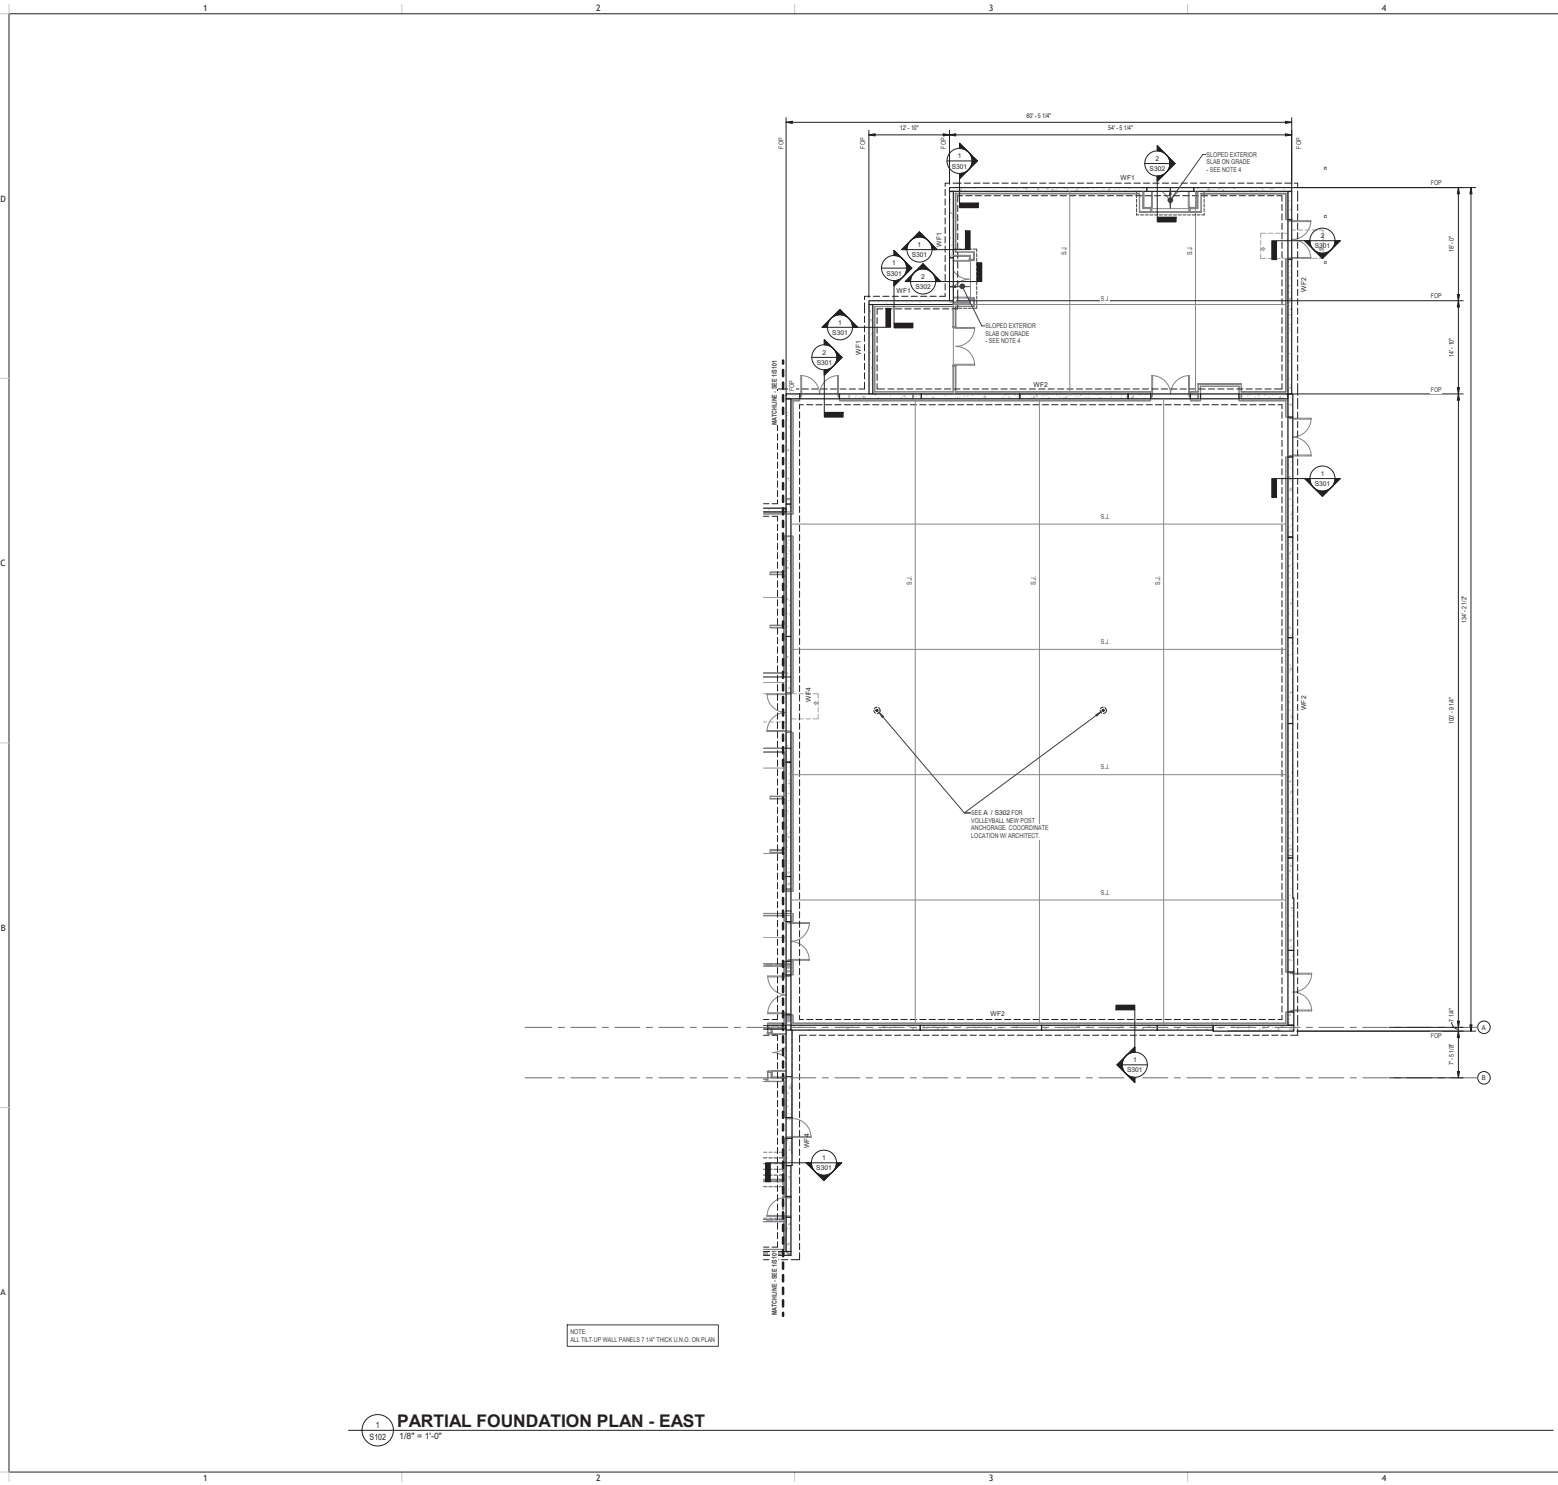 1
2
3
4
80' - 5 1/4"
12' - 10"
54' - 5 1/4"
FOP
FOP
FOP
FOP
1
S301
2
S302
SLOPED EXTERIOR
SLAB ON GRADE
- SEE NOTE 4
WF1
FOP
D
WF1
1
S301
S.J.
S.J.
2
S301
18'-0"
1
S301
2
S302
WF1
WF2
S.J.
FOP
1
S301
SLOPED EXTERIOR
SLAB ON GRADE
- SEE NOTE 4
WF1
14' - 10"
2
S301
MATCHLINE - SEE 1/S101
FOP
WF2
FOP
1
S301
S.J.
C
S.J.
S.J.
S.J.
134' - 2 1/2"
S.J.
WF4
WF2
S.J.
SEE A / S302 FOR
VOLLEYBALL NEW POST
ANCHORAGE. COOORDINATE
LOCATION W/ ARCHITECT.
S.J.
B
WF2
7 1/4"
A
FOP
7' - 5 1/8"
1
S301
B
WF4
1
S301
MATCHLINE - SEE 1/S101
A
NOTE:
ALL TILT-UP WALL PANELS 7 1/4" THICK U.N.O. ON PLAN
1
S102
PARTIAL FOUNDATION PLAN - EAST
1/8" = 1'-0"
1
2
3
4